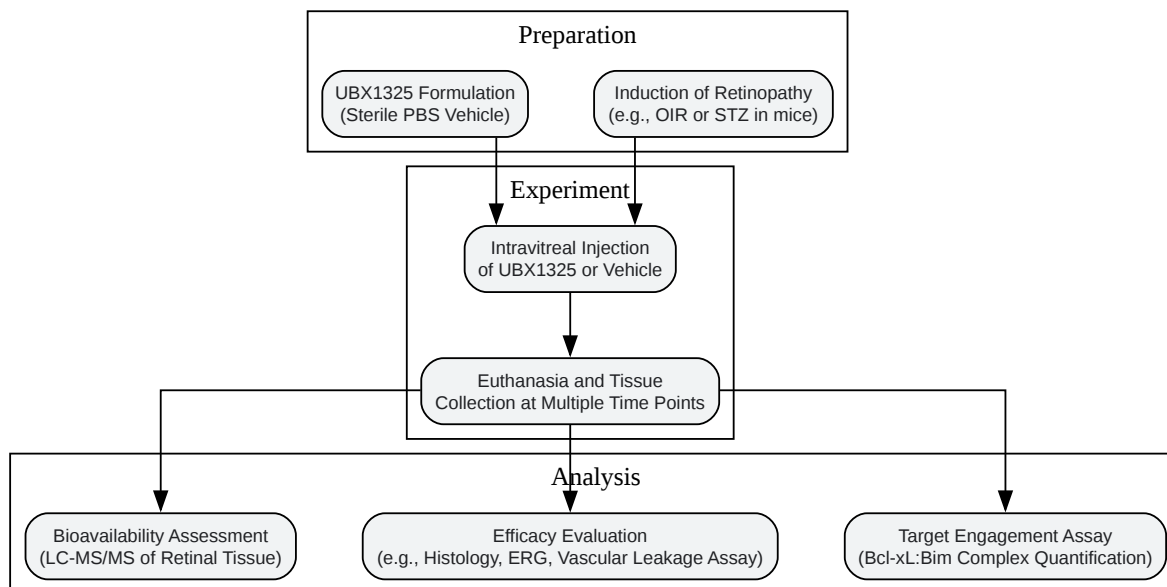 Preparation
UBX1325 Formulation
(Sterile PBS Vehicle)
Induction of Retinopathy
(e.g., OIR or STZ in mice)
Experiment
Intravitreal Injection
of UBX1325 or Vehicle
Euthanasia and Tissue
Collection at Multiple Time Points
Analysis
Bioavailability Assessment
(LC-MS/MS of Retinal Tissue)
Efficacy Evaluation
(e.g., Histology, ERG, Vascular Leakage Assay)
Target Engagement Assay
(Bcl-xL:Bim Complex Quantification)